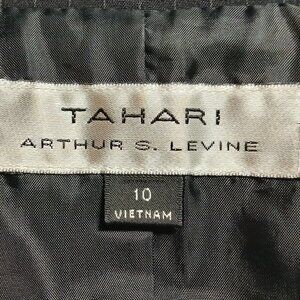 TAHARI
ARTHUR S. LEVINE
10
VIETNAM